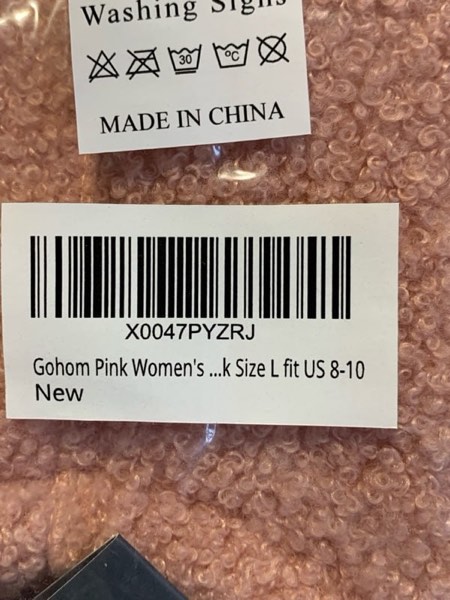 Washing Signs
30 °C
MADE IN CHINA
X0047PYZRJ
Gohom Pink Women's ...k Size L fit US 8-10
New